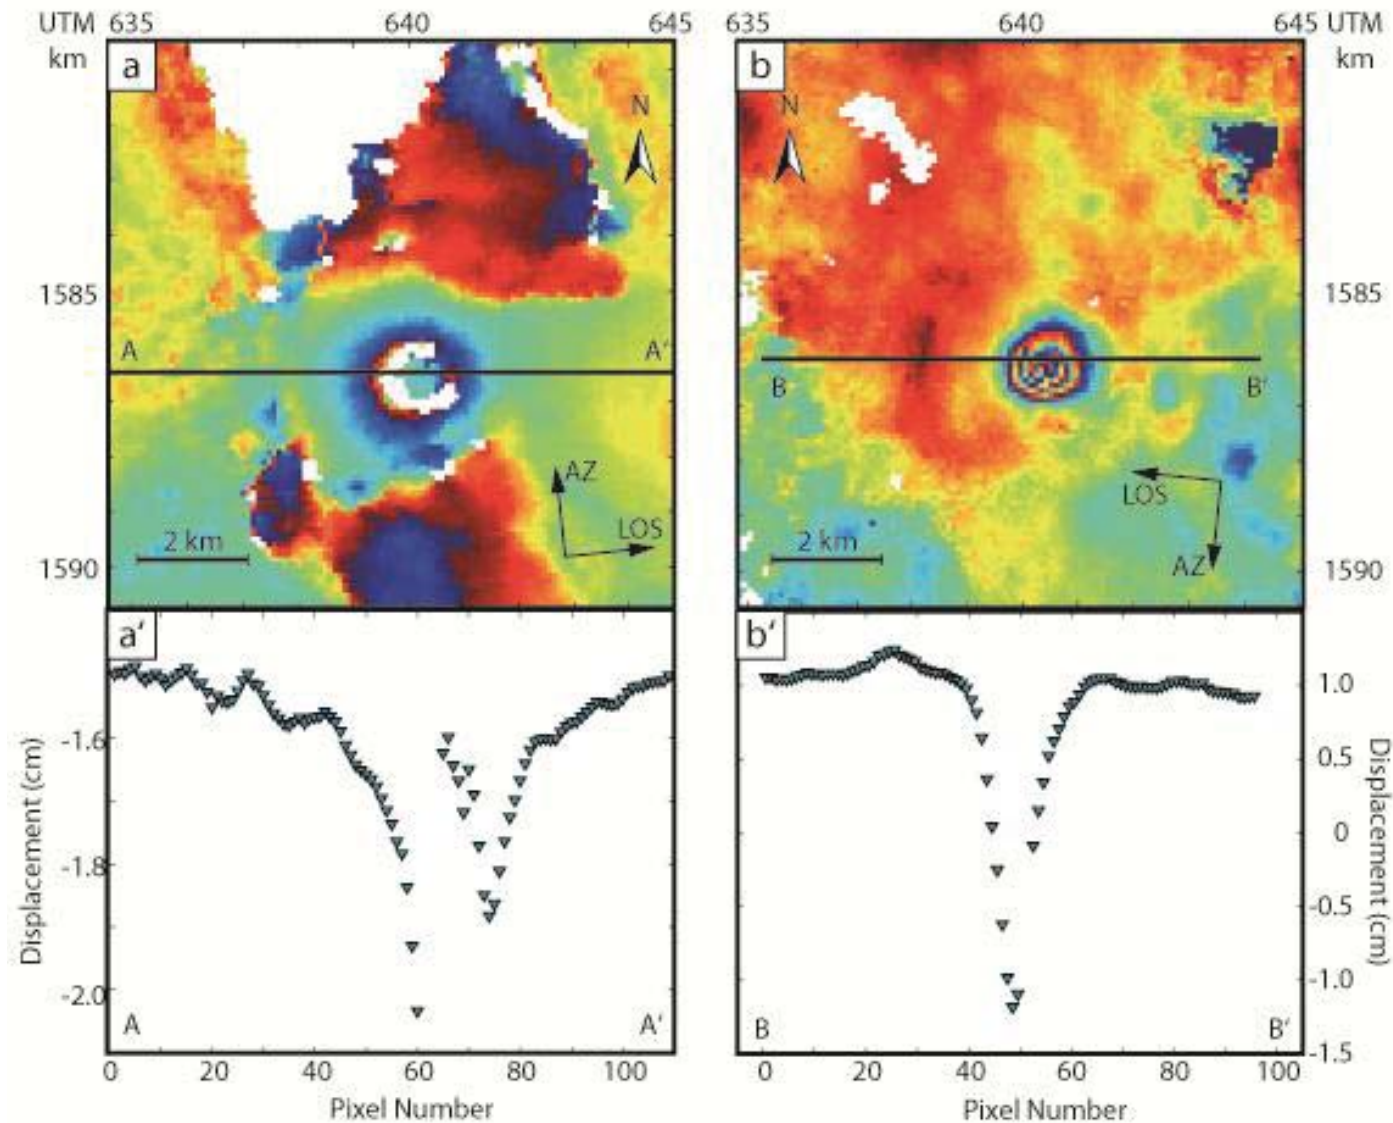 UTM 635 640 645 635 640 645 UTM
km km
a b
N N
1585 1585
A A' B B'
AZ LOS LOS AZ
2 km 2 km
1590 1590
a' b'
-1.6 -1.8 -2.0
Displacement (cm)
1.0 0.5 0 -0.5 -1.0 -1.5
Displacement (cm)
A A' B B'
0 20 40 60 80 100 0 20 40 60 80 100
Pixel Number Pixel Number